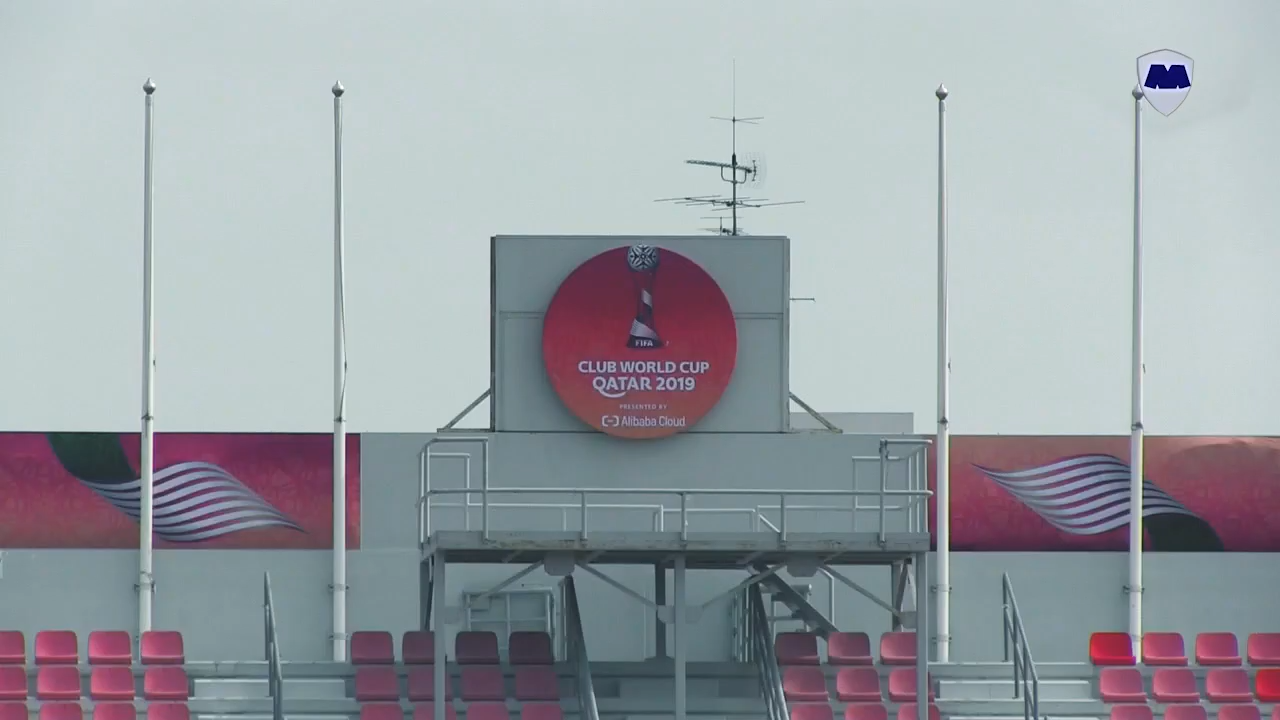 FIFA
CLUB WORLD CUP
QATAR 2019
PRESENTED BY
Alibaba Cloud